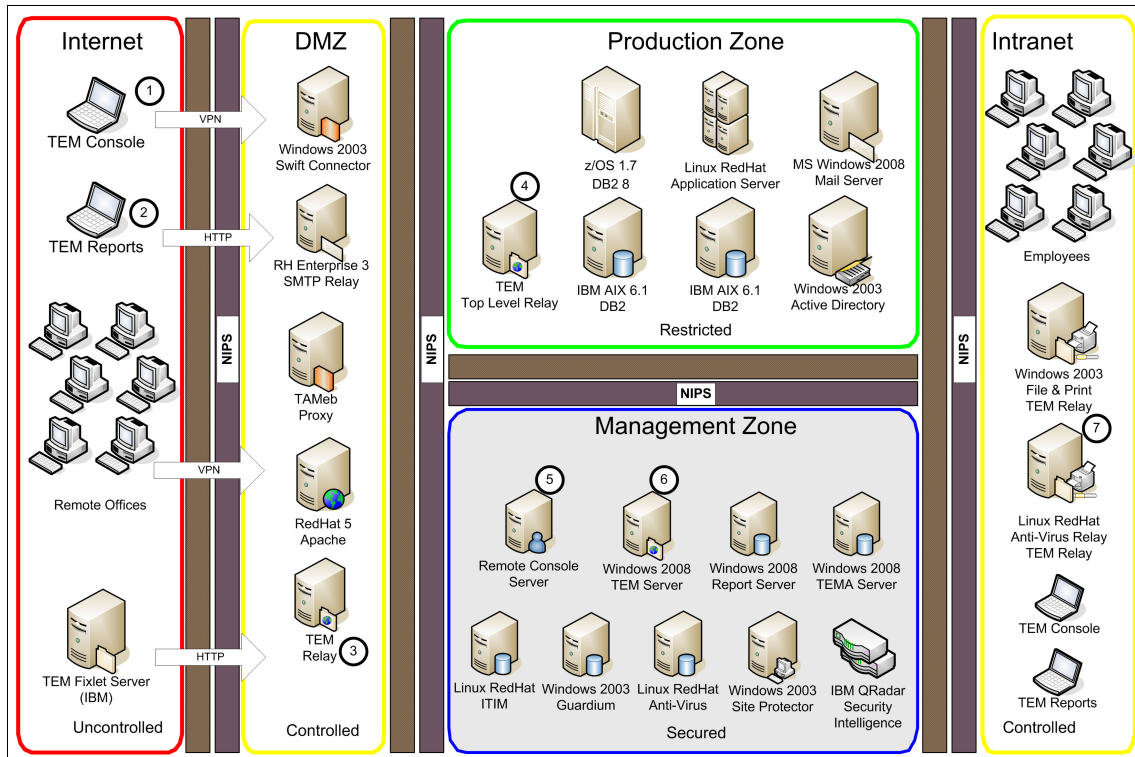 Internet
1
TEM Console
2
TEM Reports
Remote Offices
TEM Fixlet Server
(IBM)
Uncontrolled
VPN
HTTP
VPN
HTTP
NIPS
DMZ
Windows 2003
Swift Connector
RH Enterprise 3
SMTP Relay
TAMeb
Proxy
RedHat 5
Apache
TEM
Relay
3
Controlled
NIPS
Production Zone
z/OS 1.7
DB2 8
Linux RedHat
Application Server
MS Windows 2008
Mail Server
4
TEM
Top Level Relay
IBM AIX 6.1
DB2
IBM AIX 6.1
DB2
Windows 2003
Active Directory
Restricted
NIPS
Management Zone
5
Remote Console
Server
6
Windows 2008
TEM Server
Windows 2008
Report Server
Windows 2008
TEMA Server
Linux RedHat
ITIM
Windows 2003
Guardium
Linux RedHat
Anti-Virus
Windows 2003
Site Protector
IBM QRadar
Security
Intelligence
Secured
NIPS
Intranet
Employees
Windows 2003
File & Print
TEM Relay
7
Linux RedHat
Anti-Virus Relay
TEM Relay
TEM Console
TEM Reports
Controlled